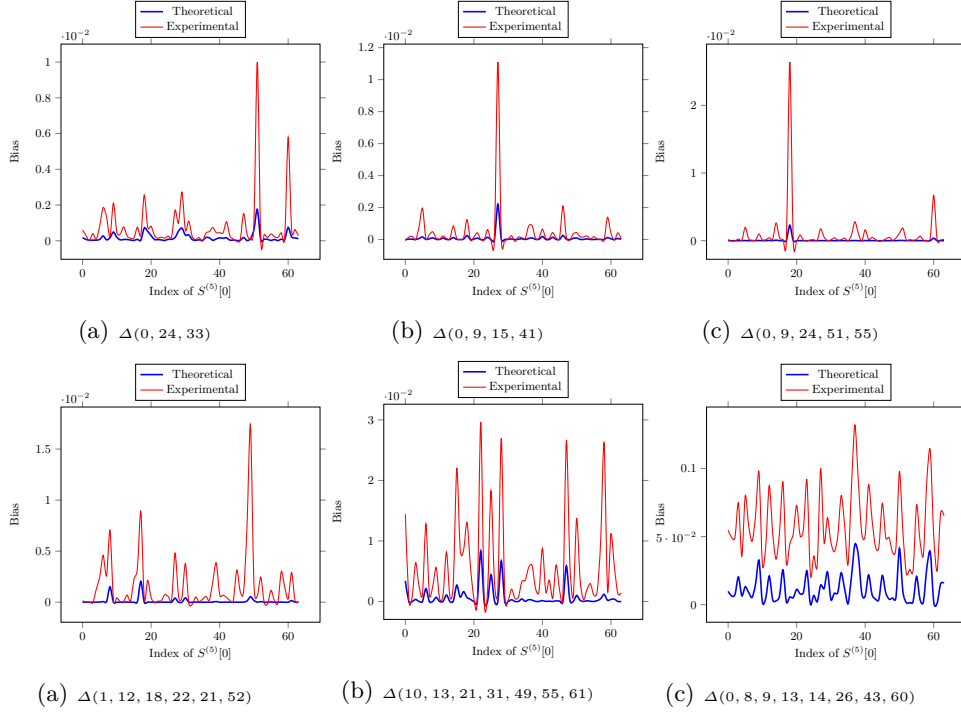 Theoretical
Experimental
·10⁻²
1
0.8
0.6
0.4
0.2
0
Bias
0 20 40 60
Index of S⁽⁵⁾[0]
(a) Δ(0, 24, 33)
Theoretical
Experimental
·10⁻²
1.2
1
0.8
0.6
0.4
0.2
0
Bias
0 20 40 60
Index of S⁽⁵⁾[0]
(b) Δ(0, 9, 15, 41)
Theoretical
Experimental
·10⁻²
2
1
0
Bias
0 20 40 60
Index of S⁽⁵⁾[0]
(c) Δ(0, 9, 24, 51, 55)
Theoretical
Experimental
·10⁻²
1.5
1
0.5
0
Bias
0 20 40 60
Index of S⁽⁵⁾[0]
(a) Δ(1, 12, 18, 22, 21, 52)
Theoretical
Experimental
·10⁻²
3
2
1
0
Bias
0 20 40 60
Index of S⁽⁵⁾[0]
(b) Δ(10, 13, 21, 31, 49, 55, 61)
Theoretical
Experimental
0.1
5 · 10⁻²
0
Bias
0 20 40 60
Index of S⁽⁵⁾[0]
(c) Δ(0, 8, 9, 13, 14, 26, 43, 60)